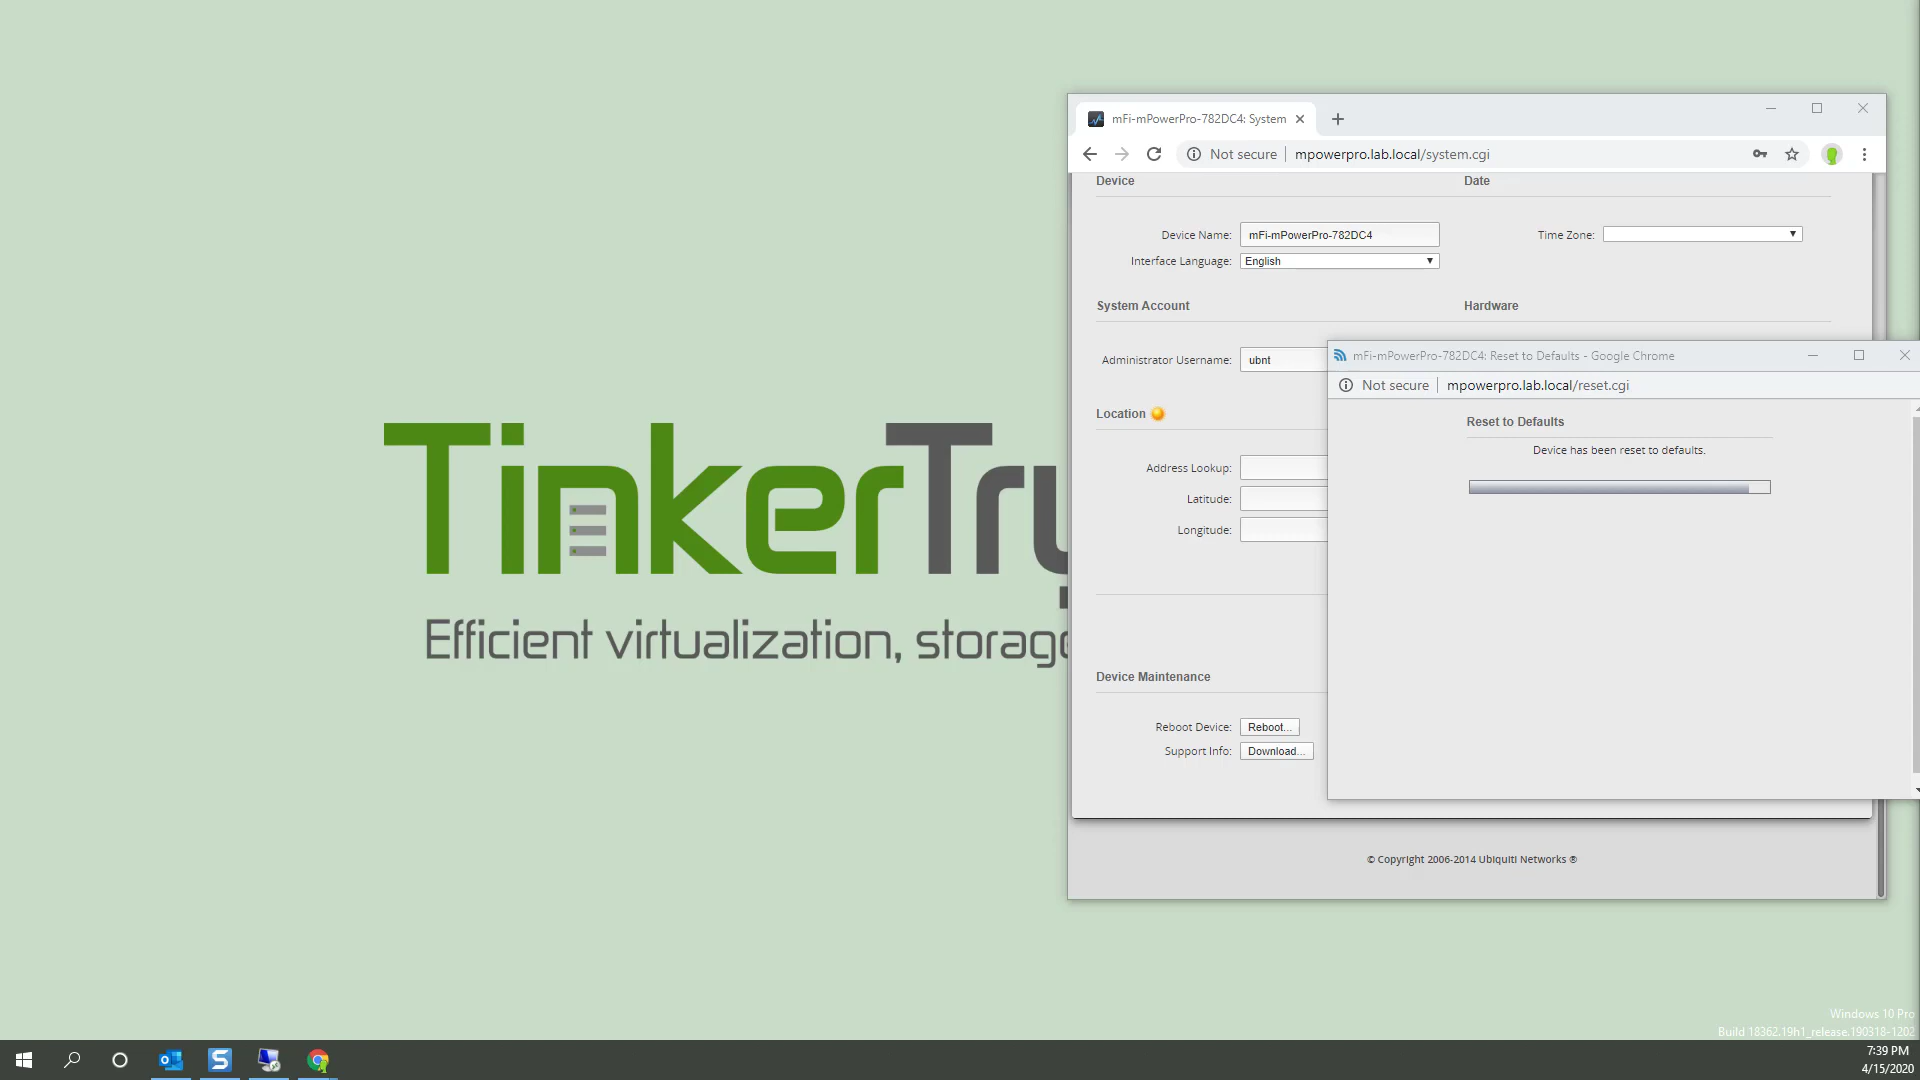 mFi-mPowerPro-782DC4: System
Not secure
mpowerpro.lab.local/system.cgi
Device
Date
Device Name:
mFi-mPowerPro-782DC4
Time Zone:
Interface Language:
English
System Account
Hardware
Administrator Username:
ubnt
mFi-mPowerPro-782DC4: Reset to Defaults - Google Chrome
Not secure
mpowerpro.lab.local/reset.cgi
Location
Reset to Defaults
Device has been reset to defaults.
Address Lookup:
Latitude:
Longitude:
TinkerTry
Efficient virtualization, storage
Device Maintenance
Reboot Device:
Reboot...
Support Info:
Download...
© Copyright 2006-2014 Ubiquiti Networks ®
Windows 10 Pro
Build 18362.19h1_release.190318-1202
7:39 PM
4/15/2020